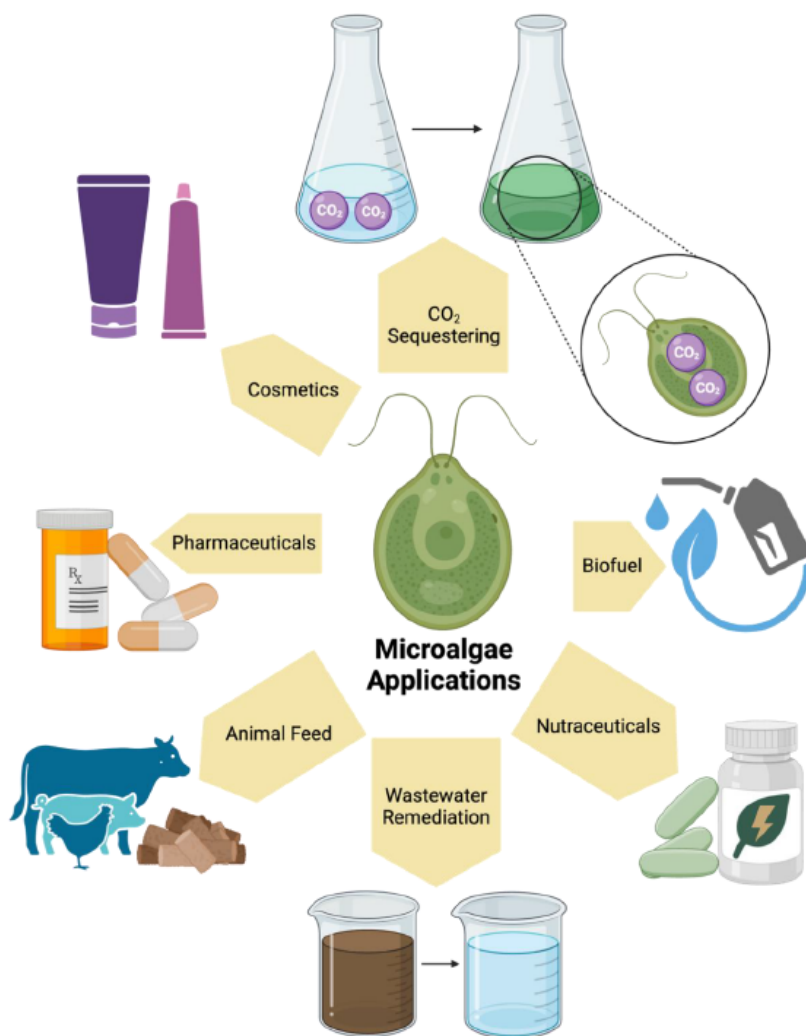 CO₂ CO₂
CO₂
Sequestering
CO₂
CO₂
Cosmetics
Pharmaceuticals
Rx
Biofuel
Microalgae
Applications
Animal Feed
Nutraceuticals
Wastewater
Remediation